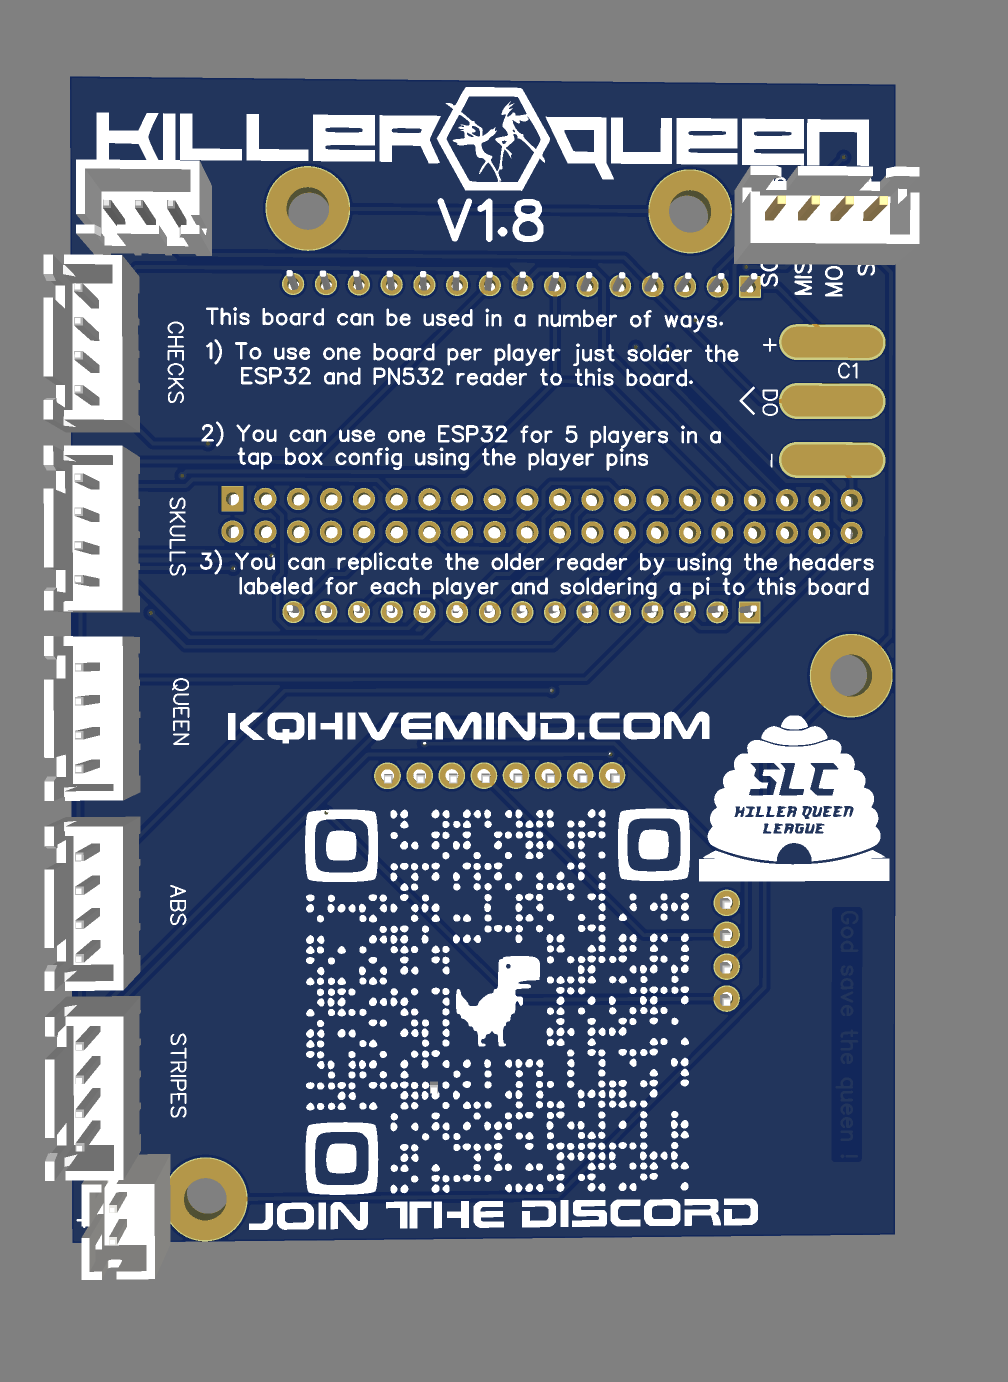 KILLER QUEEN
V1.8
This board can be used in a number of ways.
1) To use one board per player just solder the
ESP32 and PN532 reader to this board.
2) You can use one ESP32 for 5 players in a
tap box config using the player pins
3) You can replicate the older reader by using the headers
labeled for each player and soldering a pi to this board
CHECKS
SKULLS
QUEEN
ABS
STRIPES
+
C1
DO
-
KQHIVEMIND.COM
SLC
KILLER QUEEN
LEAGUE
God save the queen !
JOIN THE DISCORD